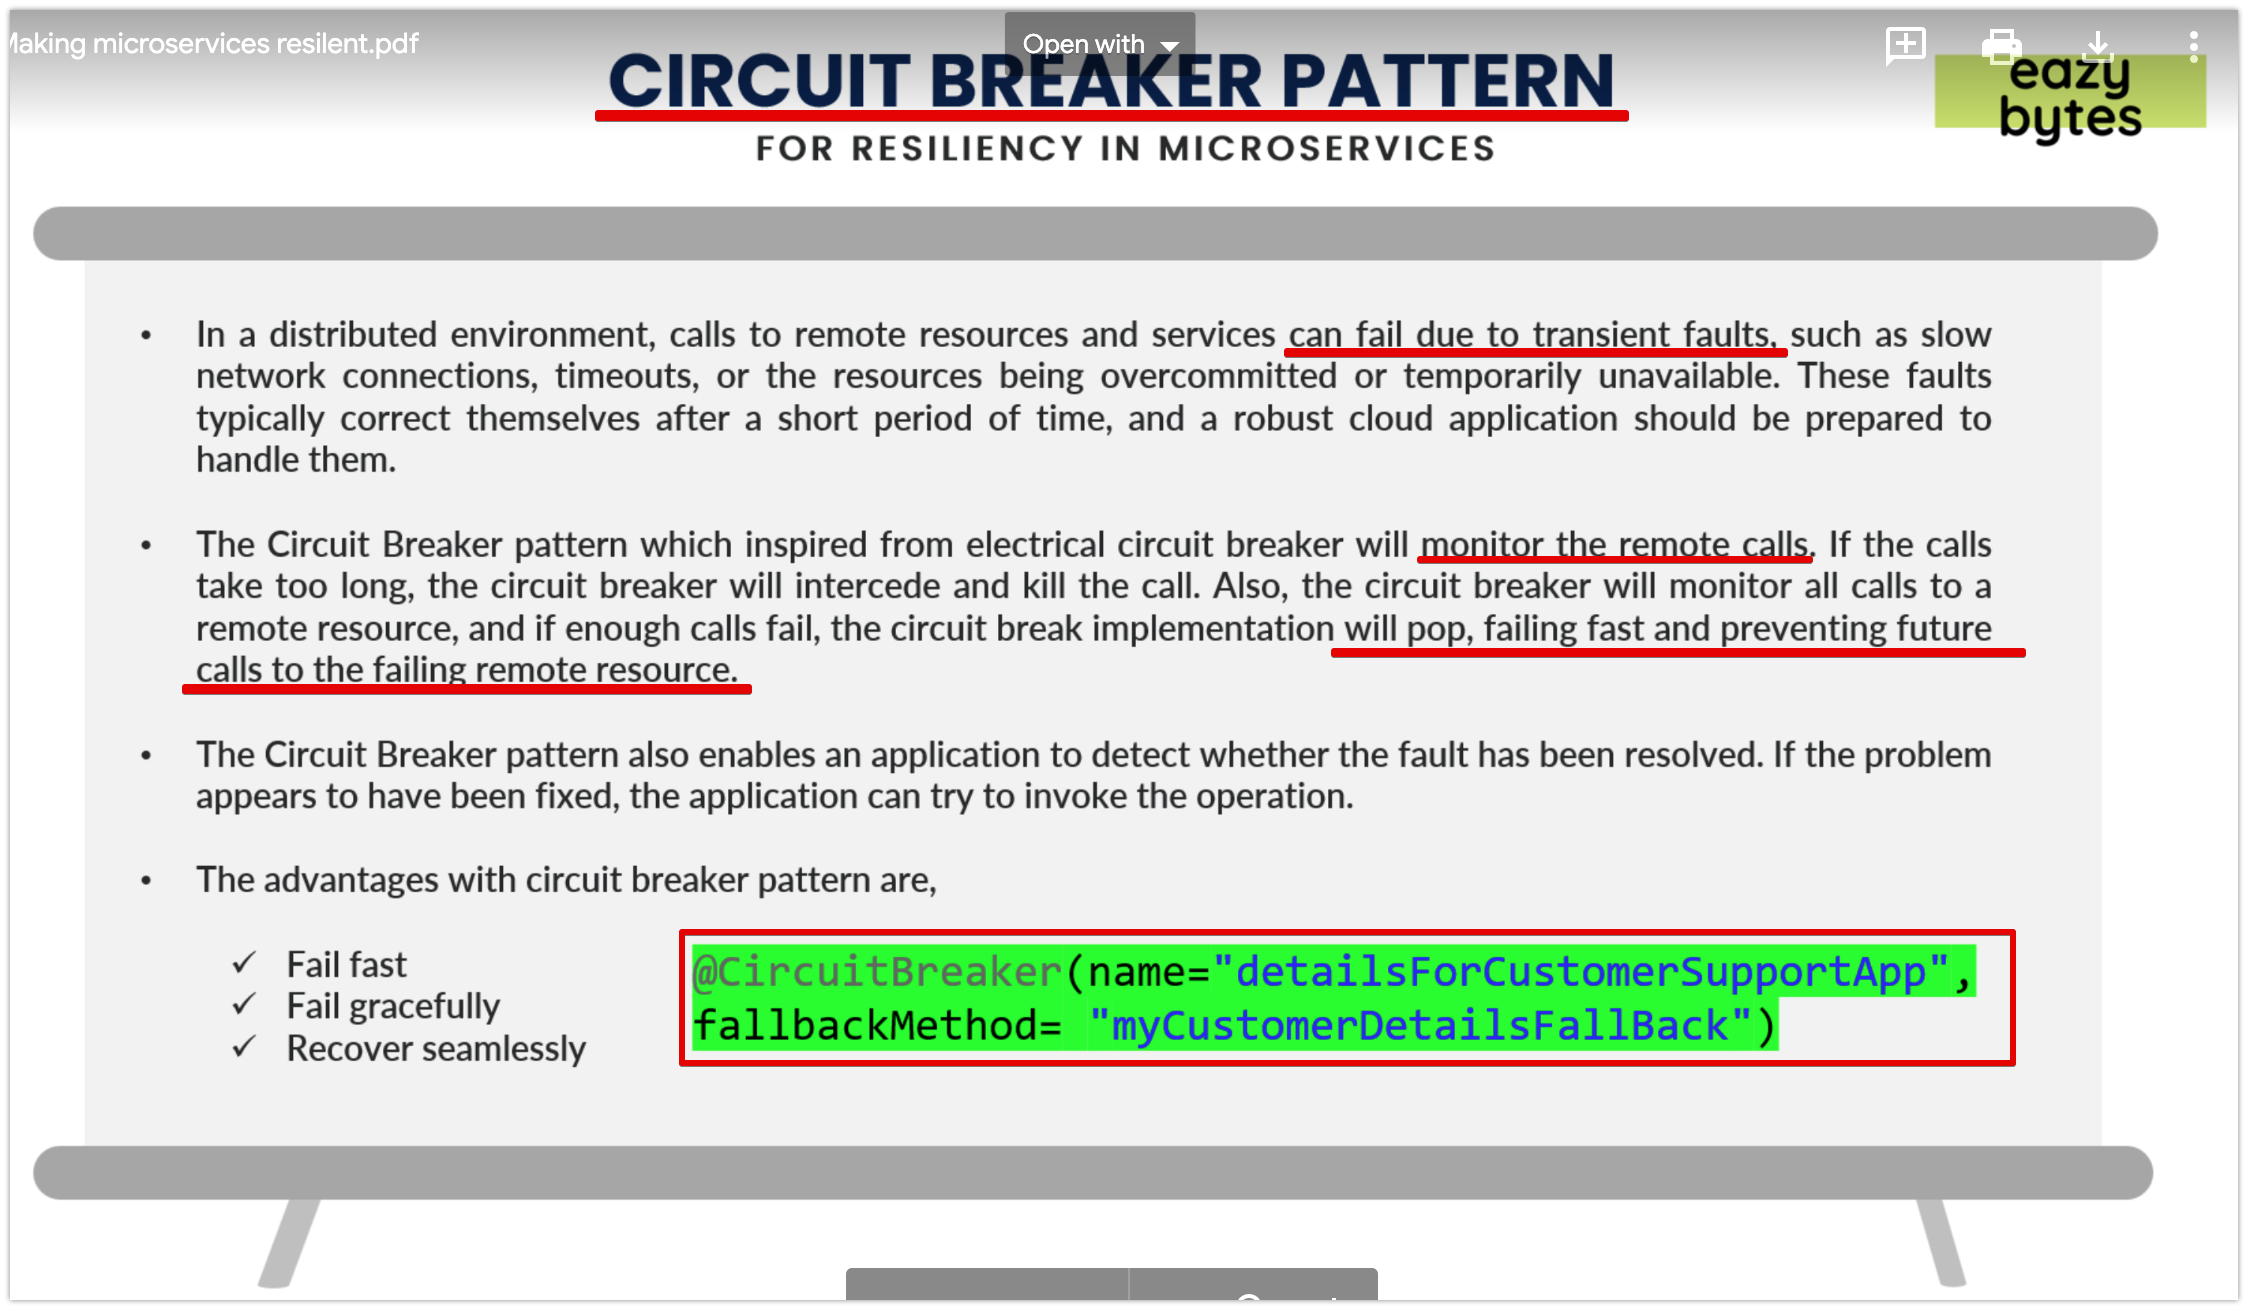 Making microservices resilent.pdf
Open with
CIRCUIT BREAKER PATTERN
eazy
bytes
FOR RESILIENCY IN MICROSERVICES
• In a distributed environment, calls to remote resources and services can fail due to transient faults, such as slow
network connections, timeouts, or the resources being overcommitted or temporarily unavailable. These faults
typically correct themselves after a short period of time, and a robust cloud application should be prepared to
handle them.
• The Circuit Breaker pattern which inspired from electrical circuit breaker will monitor the remote calls. If the calls
take too long, the circuit breaker will intercede and kill the call. Also, the circuit breaker will monitor all calls to a
remote resource, and if enough calls fail, the circuit break implementation will pop, failing fast and preventing future
calls to the failing remote resource.
• The Circuit Breaker pattern also enables an application to detect whether the fault has been resolved. If the problem
appears to have been fixed, the application can try to invoke the operation.
• The advantages with circuit breaker pattern are,
✓ Fail fast
✓ Fail gracefully
✓ Recover seamlessly
@CircuitBreaker(name="detailsForCustomerSupportApp",
fallbackMethod= "myCustomerDetailsFallBack")